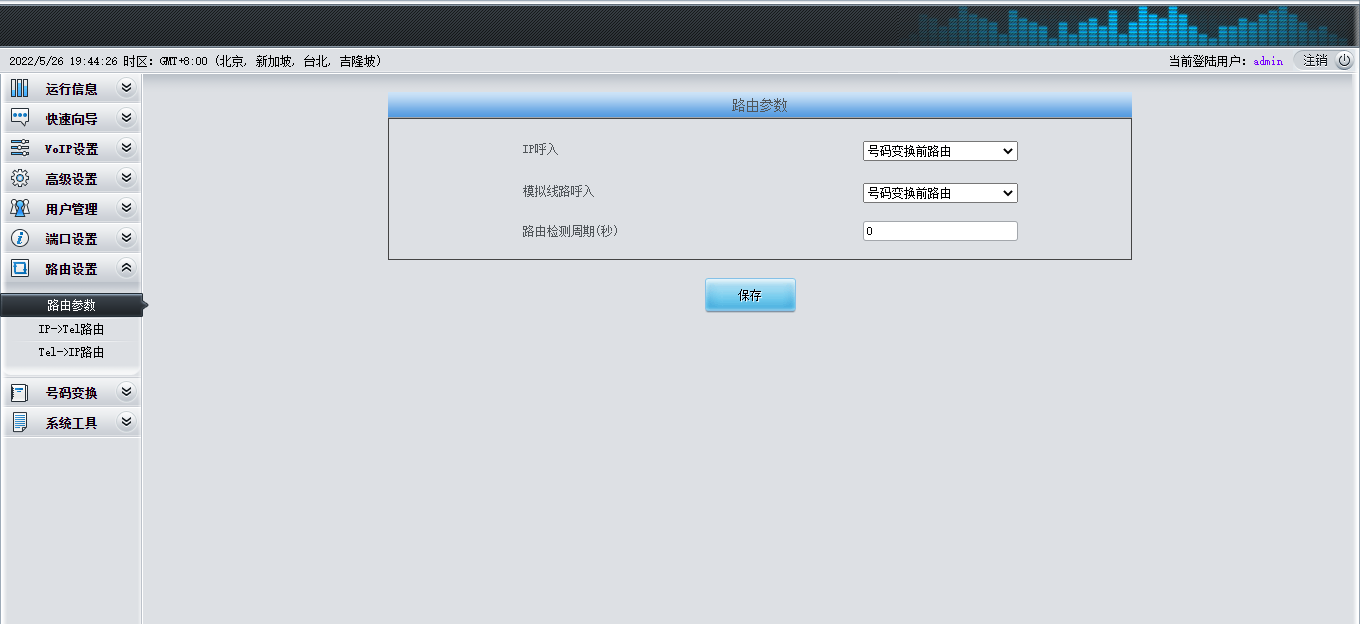 2022/5/26 19:44:26 时区: GMT+8:00 (北京, 新加坡, 台北, 吉隆坡)
当前登陆用户: admin
注销
运行信息
快速向导
VoIP设置
高级设置
用户管理
端口设置
路由设置
路由参数
IP->Tel路由
Tel->IP路由
号码变换
系统工具
路由参数
IP呼入 号码变换前路由
模拟线路呼入 号码变换前路由
路由检测周期(秒) 0
保存